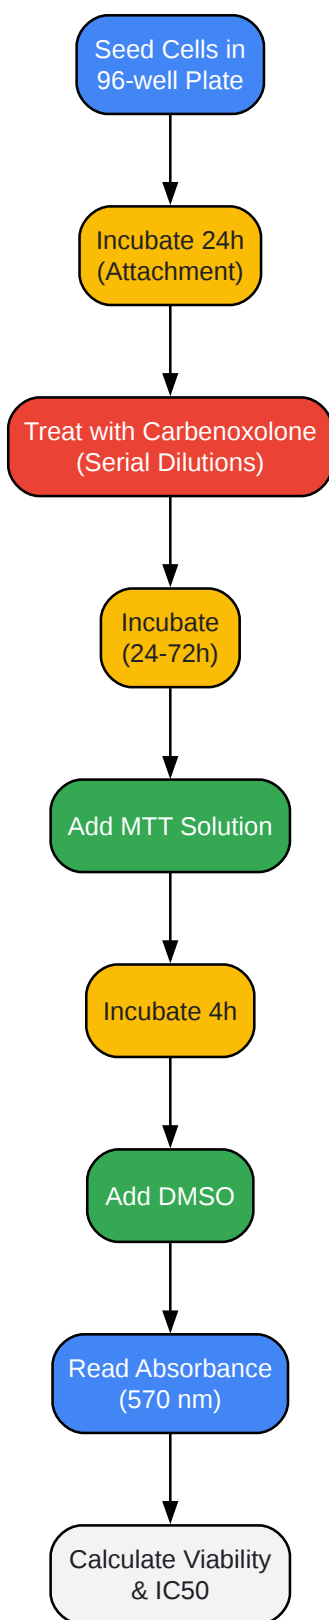 Seed Cells in
96-well Plate
Incubate 24h
(Attachment)
Treat with Carbenoxolone
(Serial Dilutions)
Incubate
(24-72h)
Add MTT Solution
Incubate 4h
Add DMSO
Read Absorbance
(570 nm)
Calculate Viability
& IC50